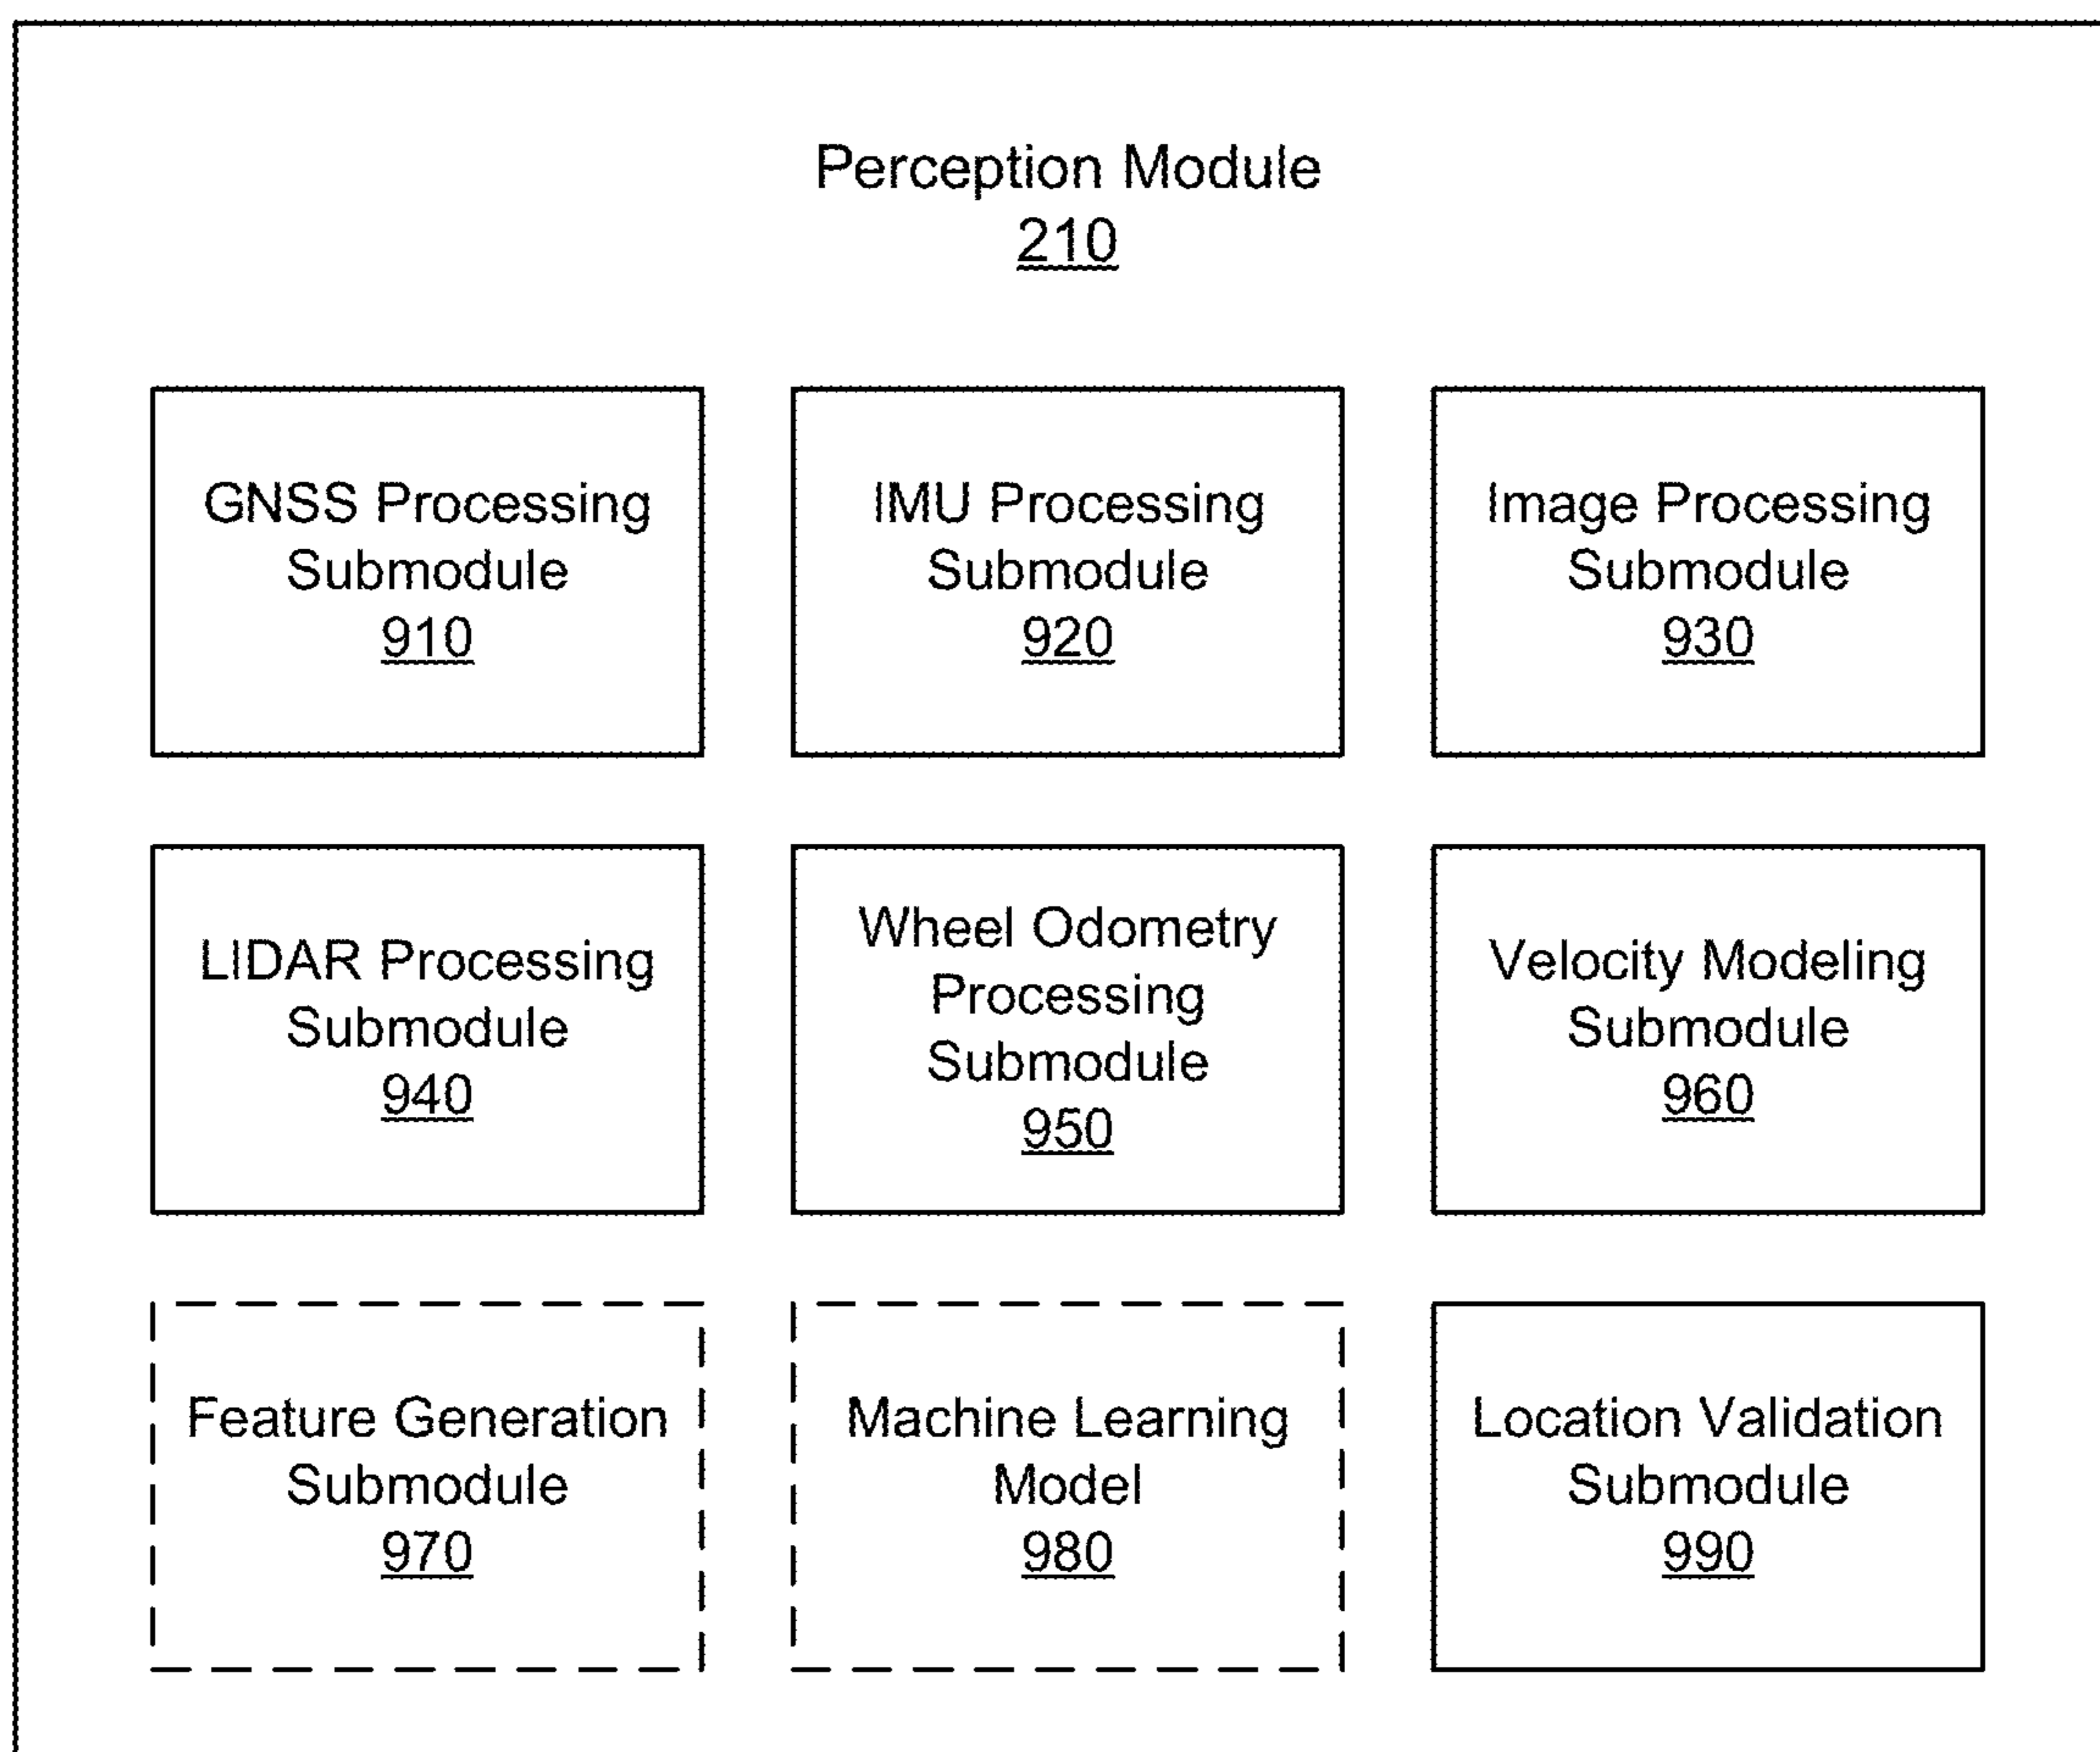 Perception Module
210
GNSS Processing
Submodule
910
IMU Processing
Submodule
920
Image Processing
Submodule
930
LIDAR Processing
Submodule
940
Wheel Odometry
Processing
Submodule
950
Velocity Modeling
Submodule
960
Feature Generation
Submodule
970
Machine Learning
Model
980
Location Validation
Submodule
990